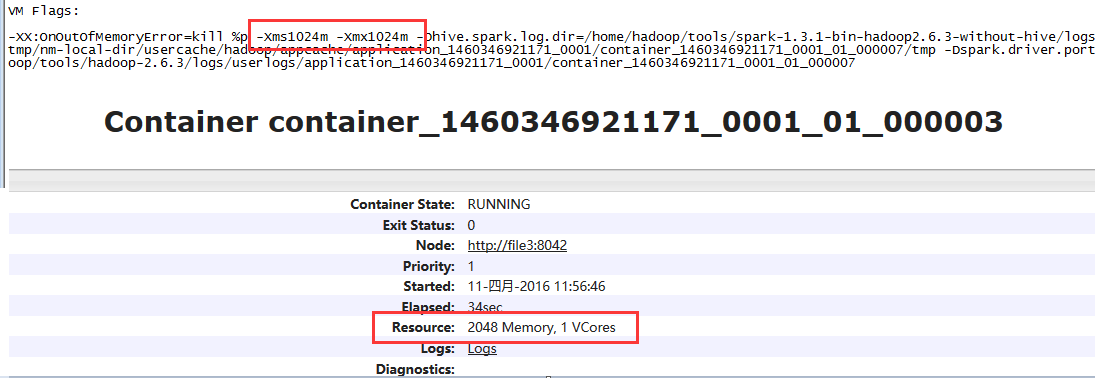 VM Flags:
-XX:OnOutOfMemoryError=kill %p -Xms1024m -Xmx1024m -Dhive.spark.log.dir=/home/hadoop/tools/spark-1.3.1-bin-hadoop2.6.3-without-hive/logs
tmp/nm-local-dir/usercache/hadoop/appcache/application_1460346921171_0001/container_1460346921171_0001_01_000007/tmp -Dspark.driver.port
oop/tools/hadoop-2.6.3/logs/userlogs/application_1460346921171_0001/container_1460346921171_0001_01_000007
Container container_1460346921171_0001_01_000003
Container State: RUNNING
Exit Status: 0
Node: http://file3:8042
Priority: 1
Started: 11-四月-2016 11:56:46
Elapsed: 34sec
Resource: 2048 Memory, 1 VCores
Logs: Logs
Diagnostics: